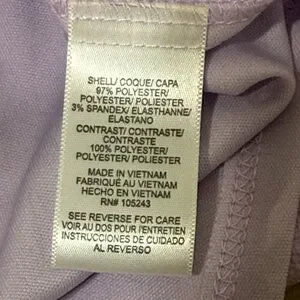 SHELL/ COQUE/ CAPA
97% POLYESTER/
POLYESTER/ POLIESTER
3% SPANDEX/ ELASTHANNE/
ELASTANO
CONTRAST/ CONTRASTE/
CONTRASTE
100% POLYESTER/
POLYESTER/ POLIESTER
MADE IN VIETNAM
FABRIQUÉ AU VIETNAM
HECHO EN VIETNAM
RN# 105243
SEE REVERSE FOR CARE
VOIR AU DOS POUR l'ENTRETIEN
INSTRUCCIONES DE CUIDADO
AL REVERSO